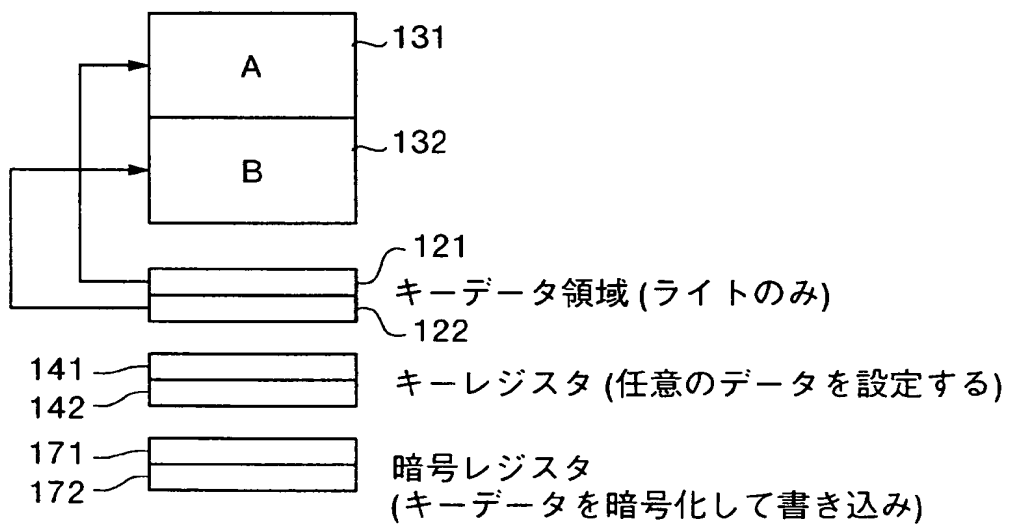 131
A
132
B
121
キーデータ領域 (ライトのみ)
122
141
キーレジスタ (任意のデータを設定する)
142
171
暗号レジスタ
172
(キーデータを暗号化して書き込み)